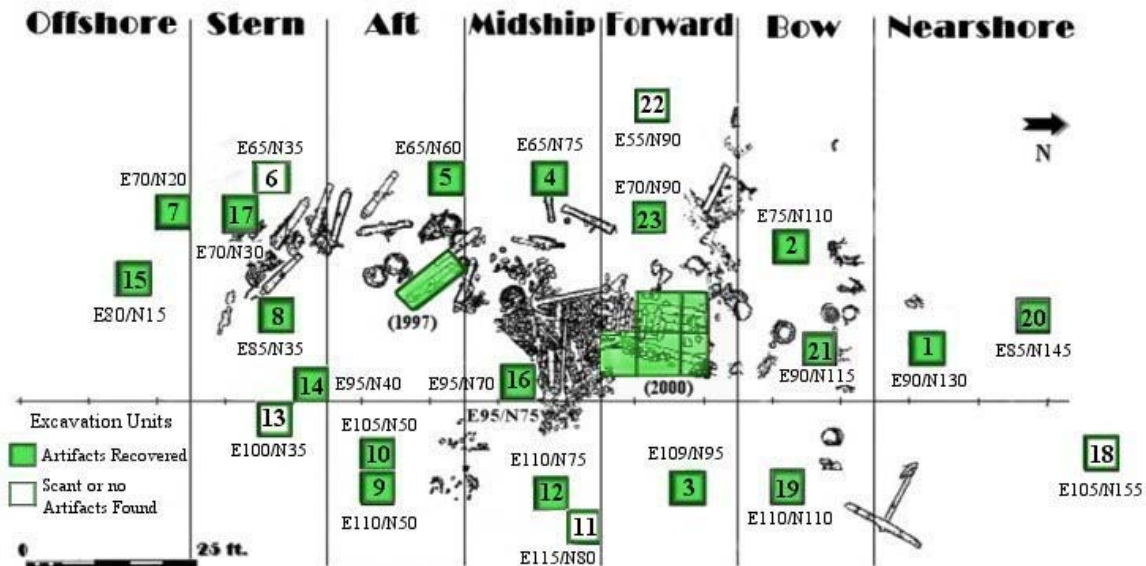 Offshore Stern Aft Midship Forward Bow Nearshore
22
E55/N90
N
E65/N35 E65/N60 E65/N75
6 5 4
E70/N20 E70/N90
7 17 23
E70/N30
E75/N110
2
15
E80/N15
(1997)
8
E85/N35
20
E85/N145
21
E90/N115
1
E90/N130
(2000)
14 E95/N40 E95/N70 16
E95/N75
Excavation Units
Artifacts Recovered
Scant or no
Artifacts Found
13
E100/N35
E105/N50
10
9
E110/N50
E110/N75
12
11
E115/N80
E109/N95
3
19
E110/N110
18
E105/N155
0 25 ft.